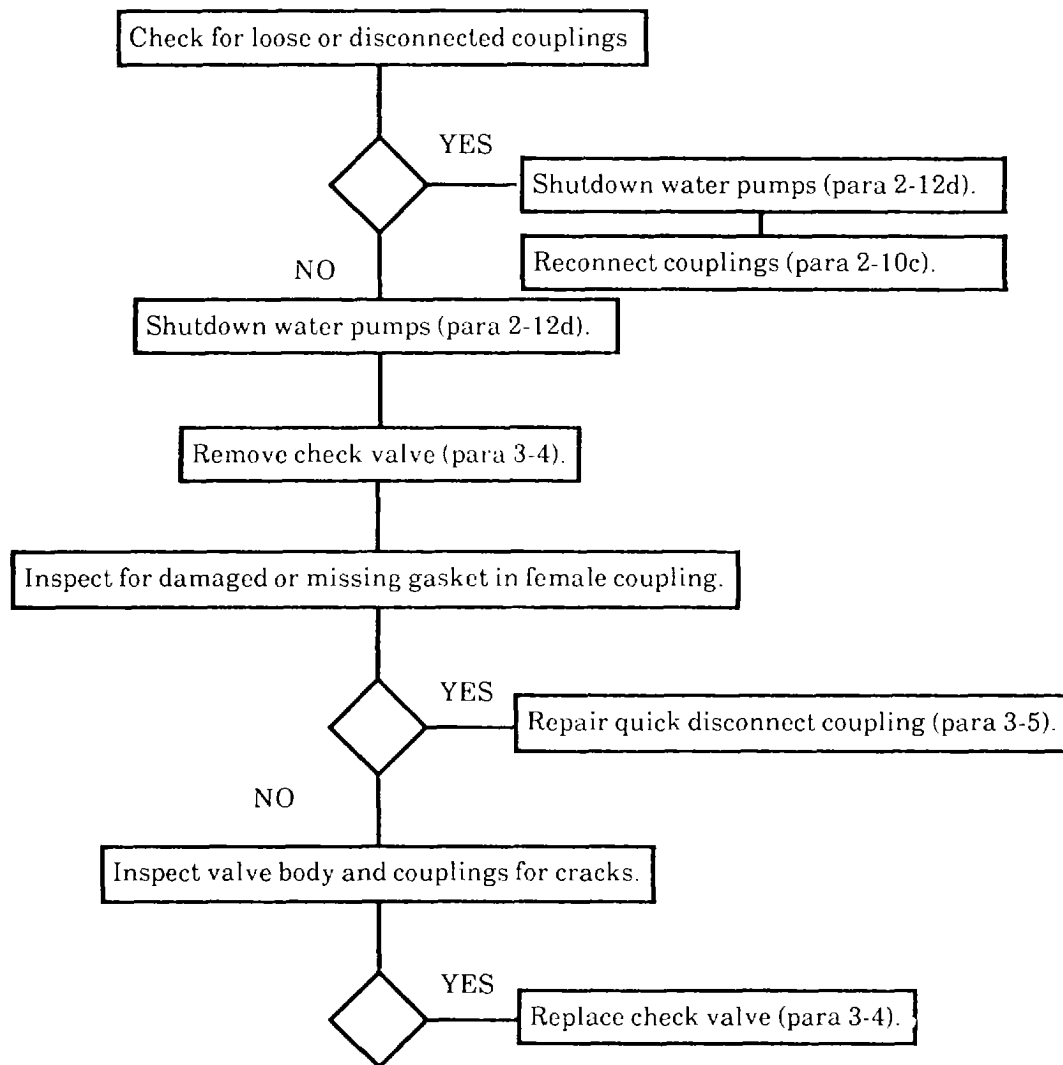 Check for loose or disconnected couplings
YES
Shutdown water pumps (para 2-12d).
Reconnect couplings (para 2-10c).
NO
Shutdown water pumps (para 2-12d).
Remove check valve (para 3-4).
Inspect for damaged or missing gasket in female coupling.
YES
Repair quick disconnect coupling (para 3-5).
NO
Inspect valve body and couplings for cracks.
YES
Replace check valve (para 3-4).